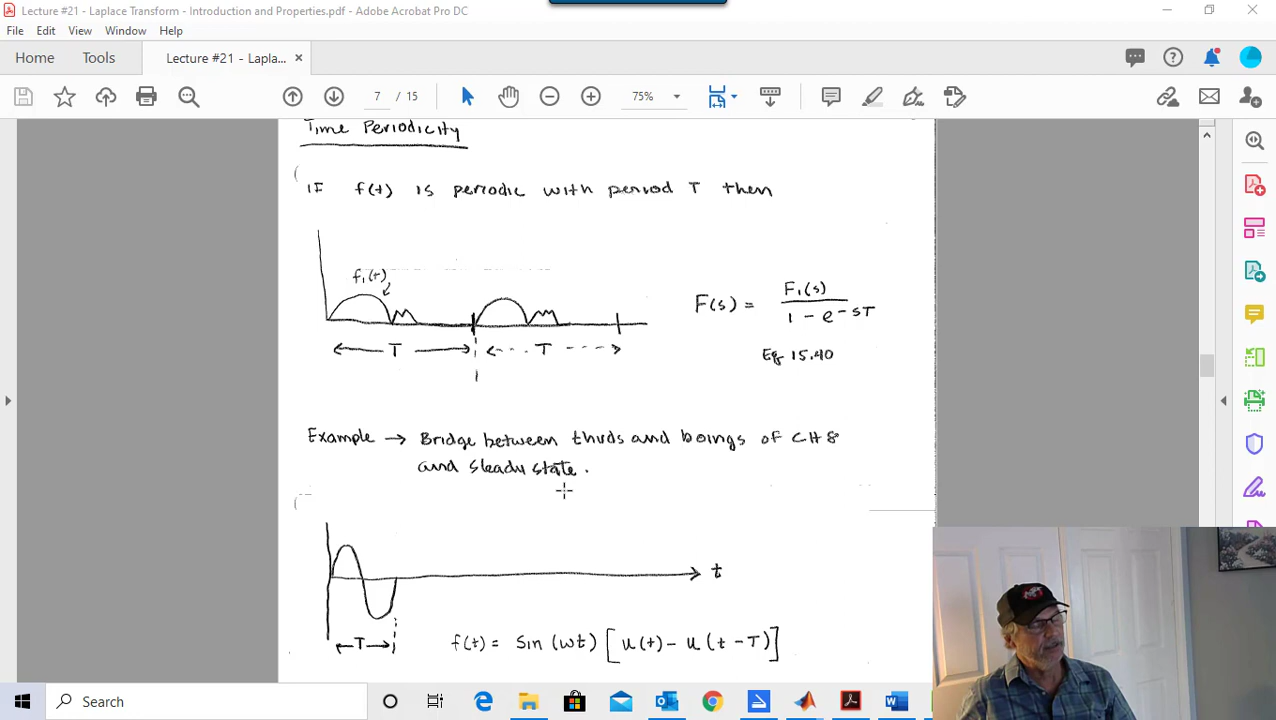 Lecture #21 - Laplace Transform - Introduction and Properties.pdf - Adobe Acrobat Pro DC
File Edit View Window Help
Home Tools Lecture #21 - Lapla... ×
7 / 15 75%
Time Periodicity
IF f(t) is periodic with period T then
f₁(t)
F(s) = F₁(s) / 1 - e^-sT
T T
Eq 15.40
Example → Bridge between thuds and boings of CH 8
and steady state.
t
T f(t) = Sin (wt) [u(t) - u(t - T)]
Search